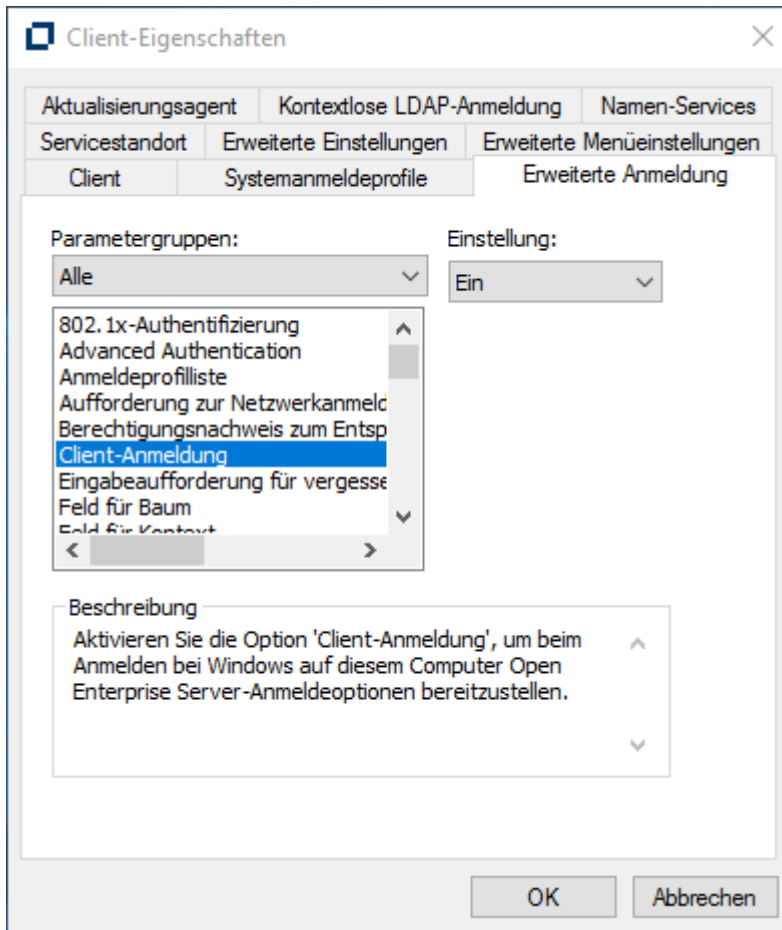 Client-Eigenschaften
Aktualisierungsagent Kontextlose LDAP-Anmeldung Namen-Services
Servicestandort Erweiterte Einstellungen Erweiterte Menüeinstellungen
Client Systemanmeldeprofile Erweiterte Anmeldung
Parametergruppen: Einstellung:
Alle Ein
802.1x-Authentifizierung
Advanced Authentication
Anmeldeprofilliste
Aufforderung zur Netzwerkanmeld
Berechtigungsnachweis zum Entsp
Client-Anmeldung
Eingabeaufforderung für vergesse
Feld für Baum
Feld für Kontext
Beschreibung
Aktivieren Sie die Option 'Client-Anmeldung', um beim
Anmelden bei Windows auf diesem Computer Open
Enterprise Server-Anmeldeoptionen bereitzustellen.
OK Abbrechen